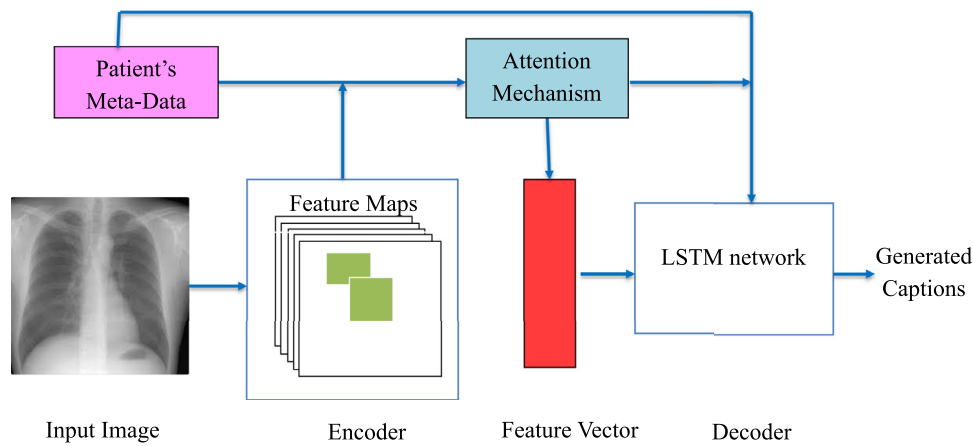 Patient’s
Meta-Data
Attention
Mechanism
Feature Maps
LSTM network
Generated
Captions
Input Image
Encoder
Feature Vector
Decoder